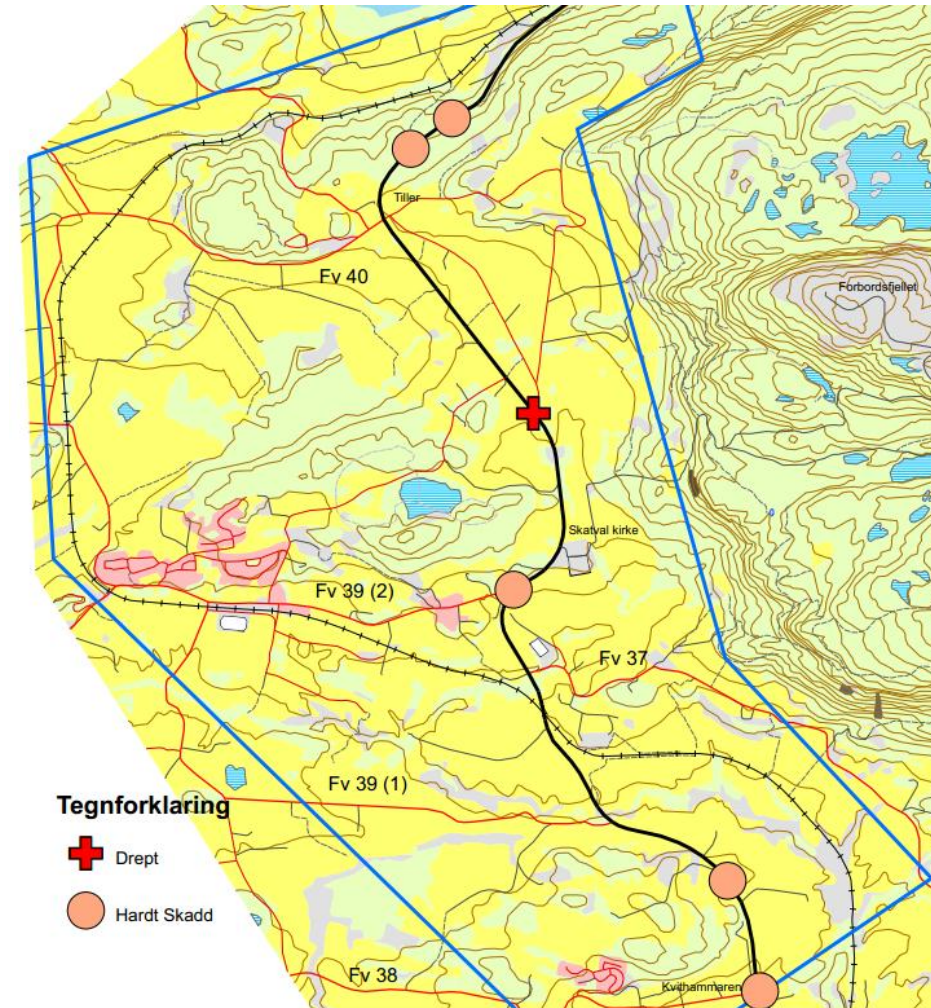 Tiller
Fv 40
Forbordsfjellet
Skatval kirke
Fv 39 (2)
Fv 37
Fv 39 (1)
Tegnforklaring
Drept
Hardt Skadd
Fv 38
Kvithammaren